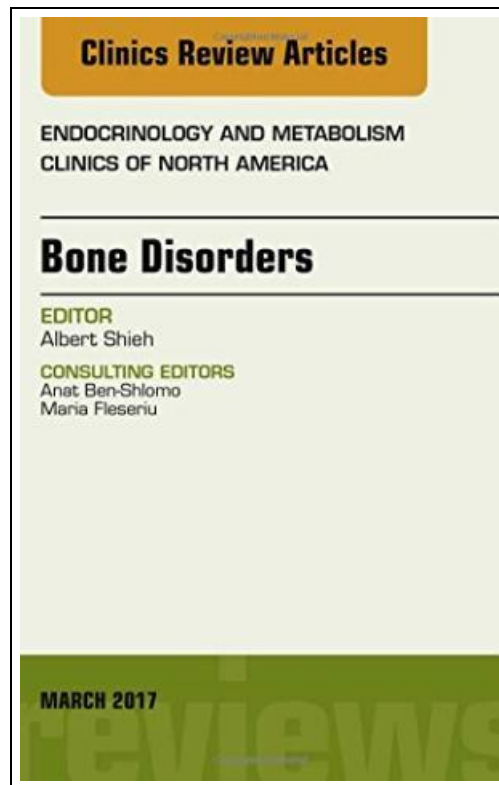 Clinics Review Articles
ENDOCRINOLOGY AND METABOLISM
CLINICS OF NORTH AMERICA
Bone Disorders
EDITOR
Albert Shieh
CONSULTING EDITORS
Anat Ben-Shlomo
Maria Fleseriu
MARCH 2017
reviews